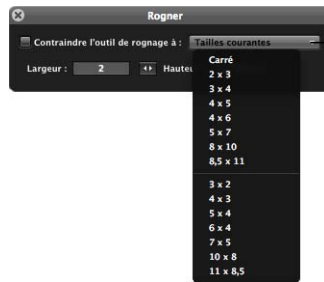 Rogner
Contraindre l'outil de rognage à : Tailles courantes
Largeur : 2 Hauteu
Carré
2 x 3
3 x 4
4 x 5
4 x 6
5 x 7
8 x 10
8,5 x 11
3 x 2
4 x 3
5 x 4
6 x 4
7 x 5
10 x 8
11 x 8,5